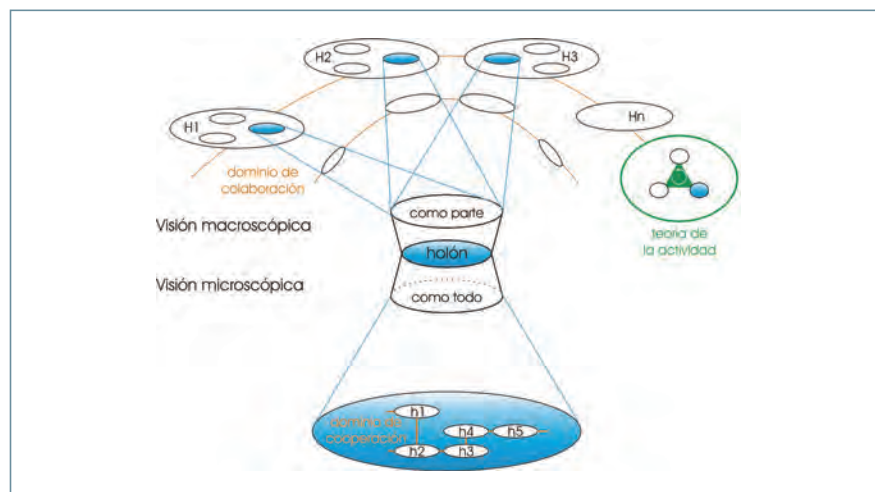 H2
H3
H1
Hn
dominio de
colaboración
como parte
Visión macroscópica
holón
teoría de
la actividad
Visión microscópica
como todo
h1
dominio de
cooperación
h4
h5
h2
h3